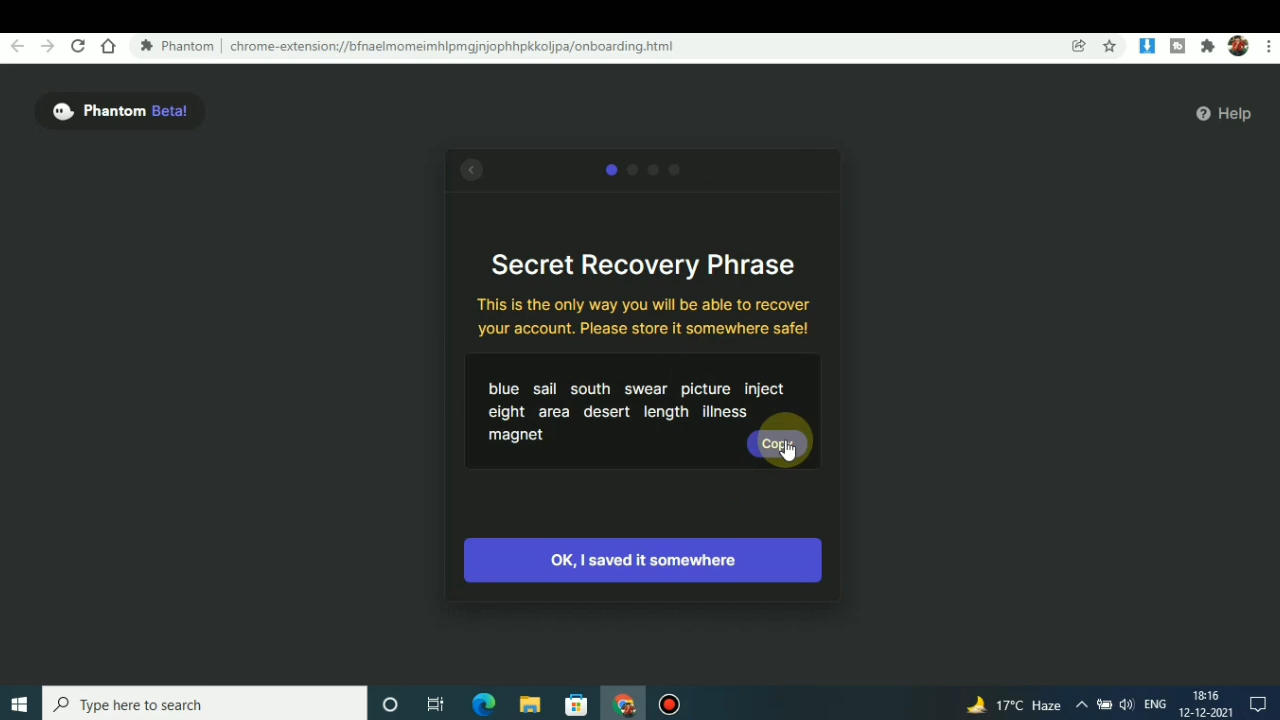 Phantom
chrome-extension://bfnaelmomeimhlpmgjnjophhpkkoljpa/onboarding.html
Phantom Beta!
Help
Secret Recovery Phrase
This is the only way you will be able to recover
your account. Please store it somewhere safe!
blue sail south swear picture inject
eight area desert length illness
magnet
OK, I saved it somewhere
Type here to search
17°C Haze
ENG
18:16
12-12-2021